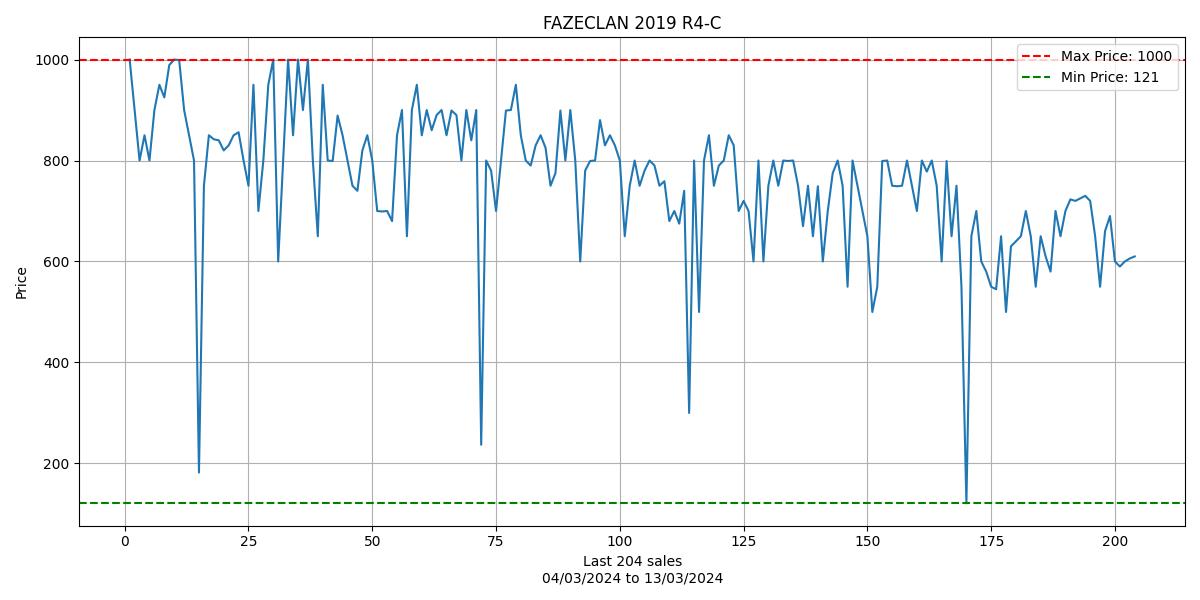 FAZECLAN 2019 R4-C
Max Price: 1000
Min Price: 121
Price
1000
800
600
400
200
0 25 50 75 100 125 150 175 200
Last 204 sales
04/03/2024 to 13/03/2024